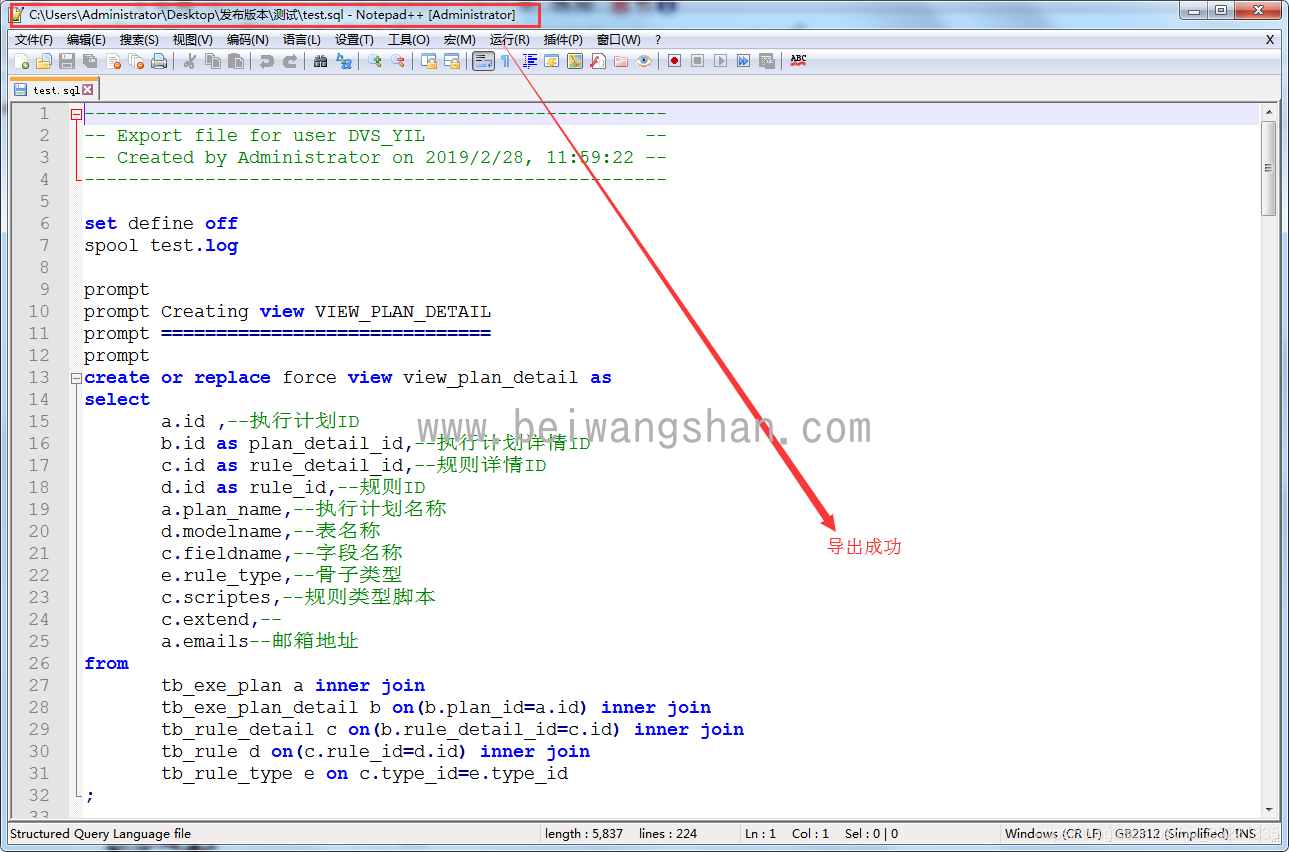 C:\Users\Administrator\Desktop\发布版本\测试\test.sql - Notepad++ [Administrator]
文件(F) 编辑(E) 搜索(S) 视图(V) 编码(N) 语言(L) 设置(T) 工具(O) 宏(M) 运行(R) 插件(P) 窗口(W) ? X
ABC
test.sql
1 -----------------------------------------------------
2 -- Export file for user DVS_YIL                    --
3 -- Created by Administrator on 2019/2/28, 11:59:22 --
4 -----------------------------------------------------
5
6 set define off
7 spool test.log
8
9 prompt
10 prompt Creating view VIEW_PLAN_DETAIL
11 prompt ==============================
12 prompt
13 create or replace force view view_plan_detail as
14 select
15 a.id ,--执行计划ID
16 b.id as plan_detail_id,--执行计划详情ID
17 c.id as rule_detail_id,--规则详情ID
18 d.id as rule_id,--规则ID
19 a.plan_name,--执行计划名称
20 d.modelname,--表名称
21 c.fieldname,--字段名称
22 e.rule_type,--骨子类型
23 c.scriptes,--规则类型脚本
24 c.extend,--
25 a.emails--邮箱地址
26 from
27 tb_exe_plan a inner join
28 tb_exe_plan_detail b on(b.plan_id=a.id) inner join
29 tb_rule_detail c on(b.rule_detail_id=c.id) inner join
30 tb_rule d on(c.rule_id=d.id) inner join
31 tb_rule_type e on c.type_id=e.type_id
32 ;
33
www.beiwangshan.com
导出成功
Structured Query Language file length : 5,837 lines : 224 Ln : 1 Col : 1 Sel : 0 | 0 Windows (CR LF) GB2312 (Simplified) INS